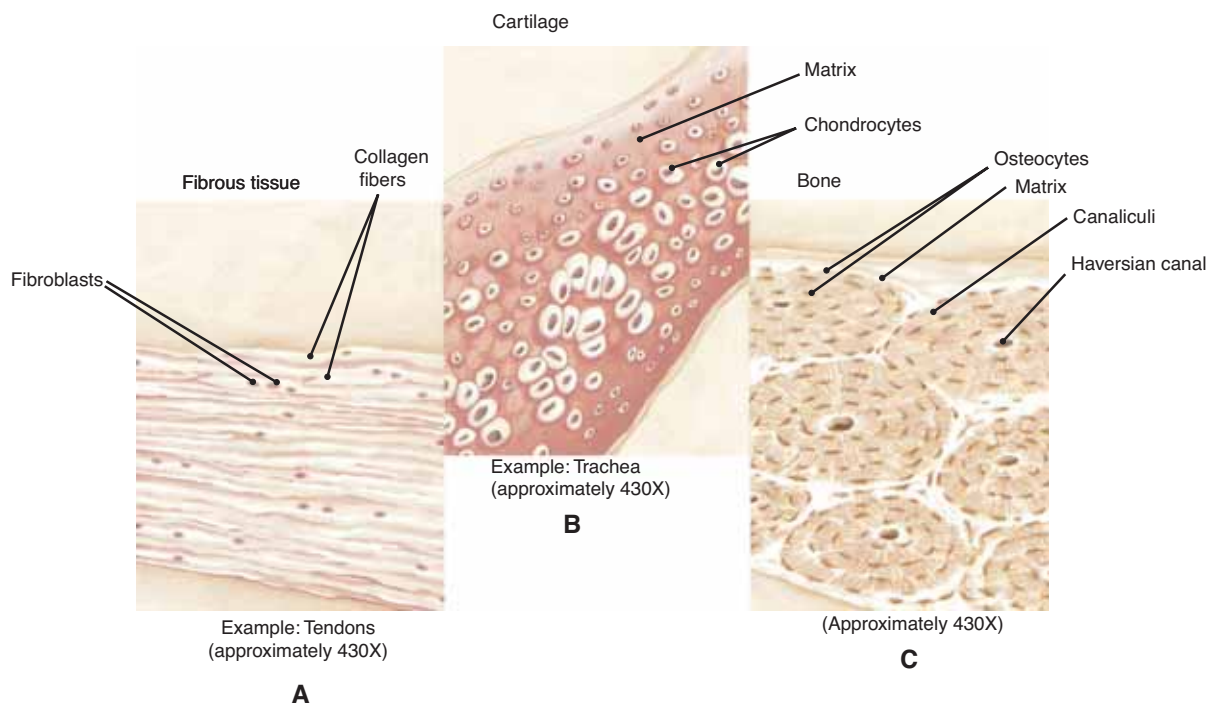 Cartilage
Matrix
Chondrocytes
Collagen
fibers
Fibrous tissue
Fibroblasts
Osteocytes
Bone
Matrix
Canaliculi
Haversian canal
Example: Trachea
(approximately 430X)
B
Example: Tendons
(approximately 430X)
A
(Approximately 430X)
C